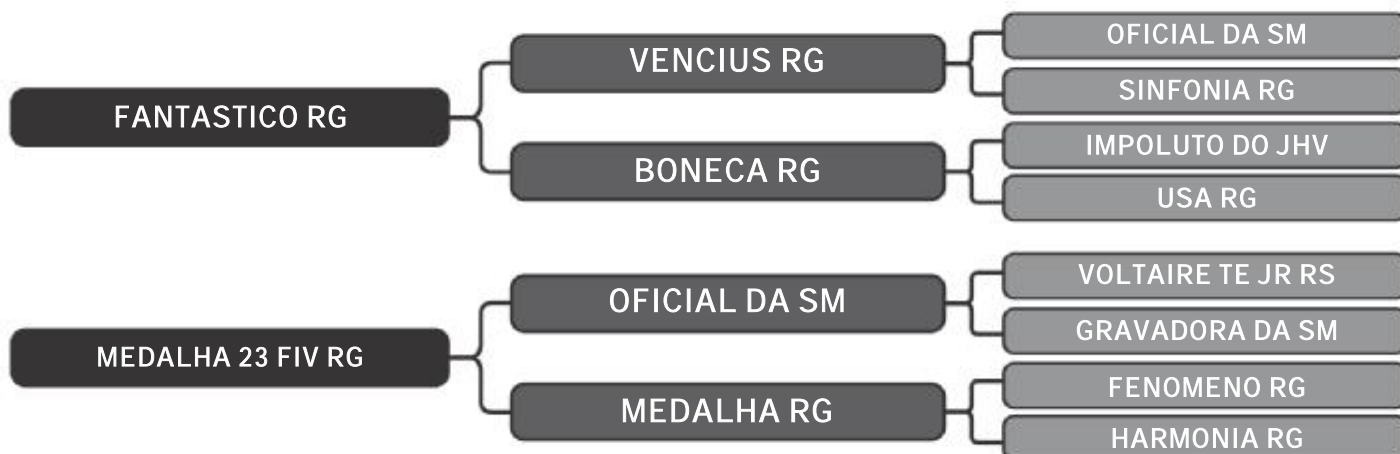 FANTASTICO RG
VENCIUS RG
OFICIAL DA SM
SINFONIA RG
BONECA RG
IMPOLUTO DO JHV
USA RG
MEDALHA 23 FIV RG
OFICIAL DA SM
VOLTAIRE TE JR RS
GRAVADORA DA SM
MEDALHA RG
FENOMENO RG
HARMONIA RG